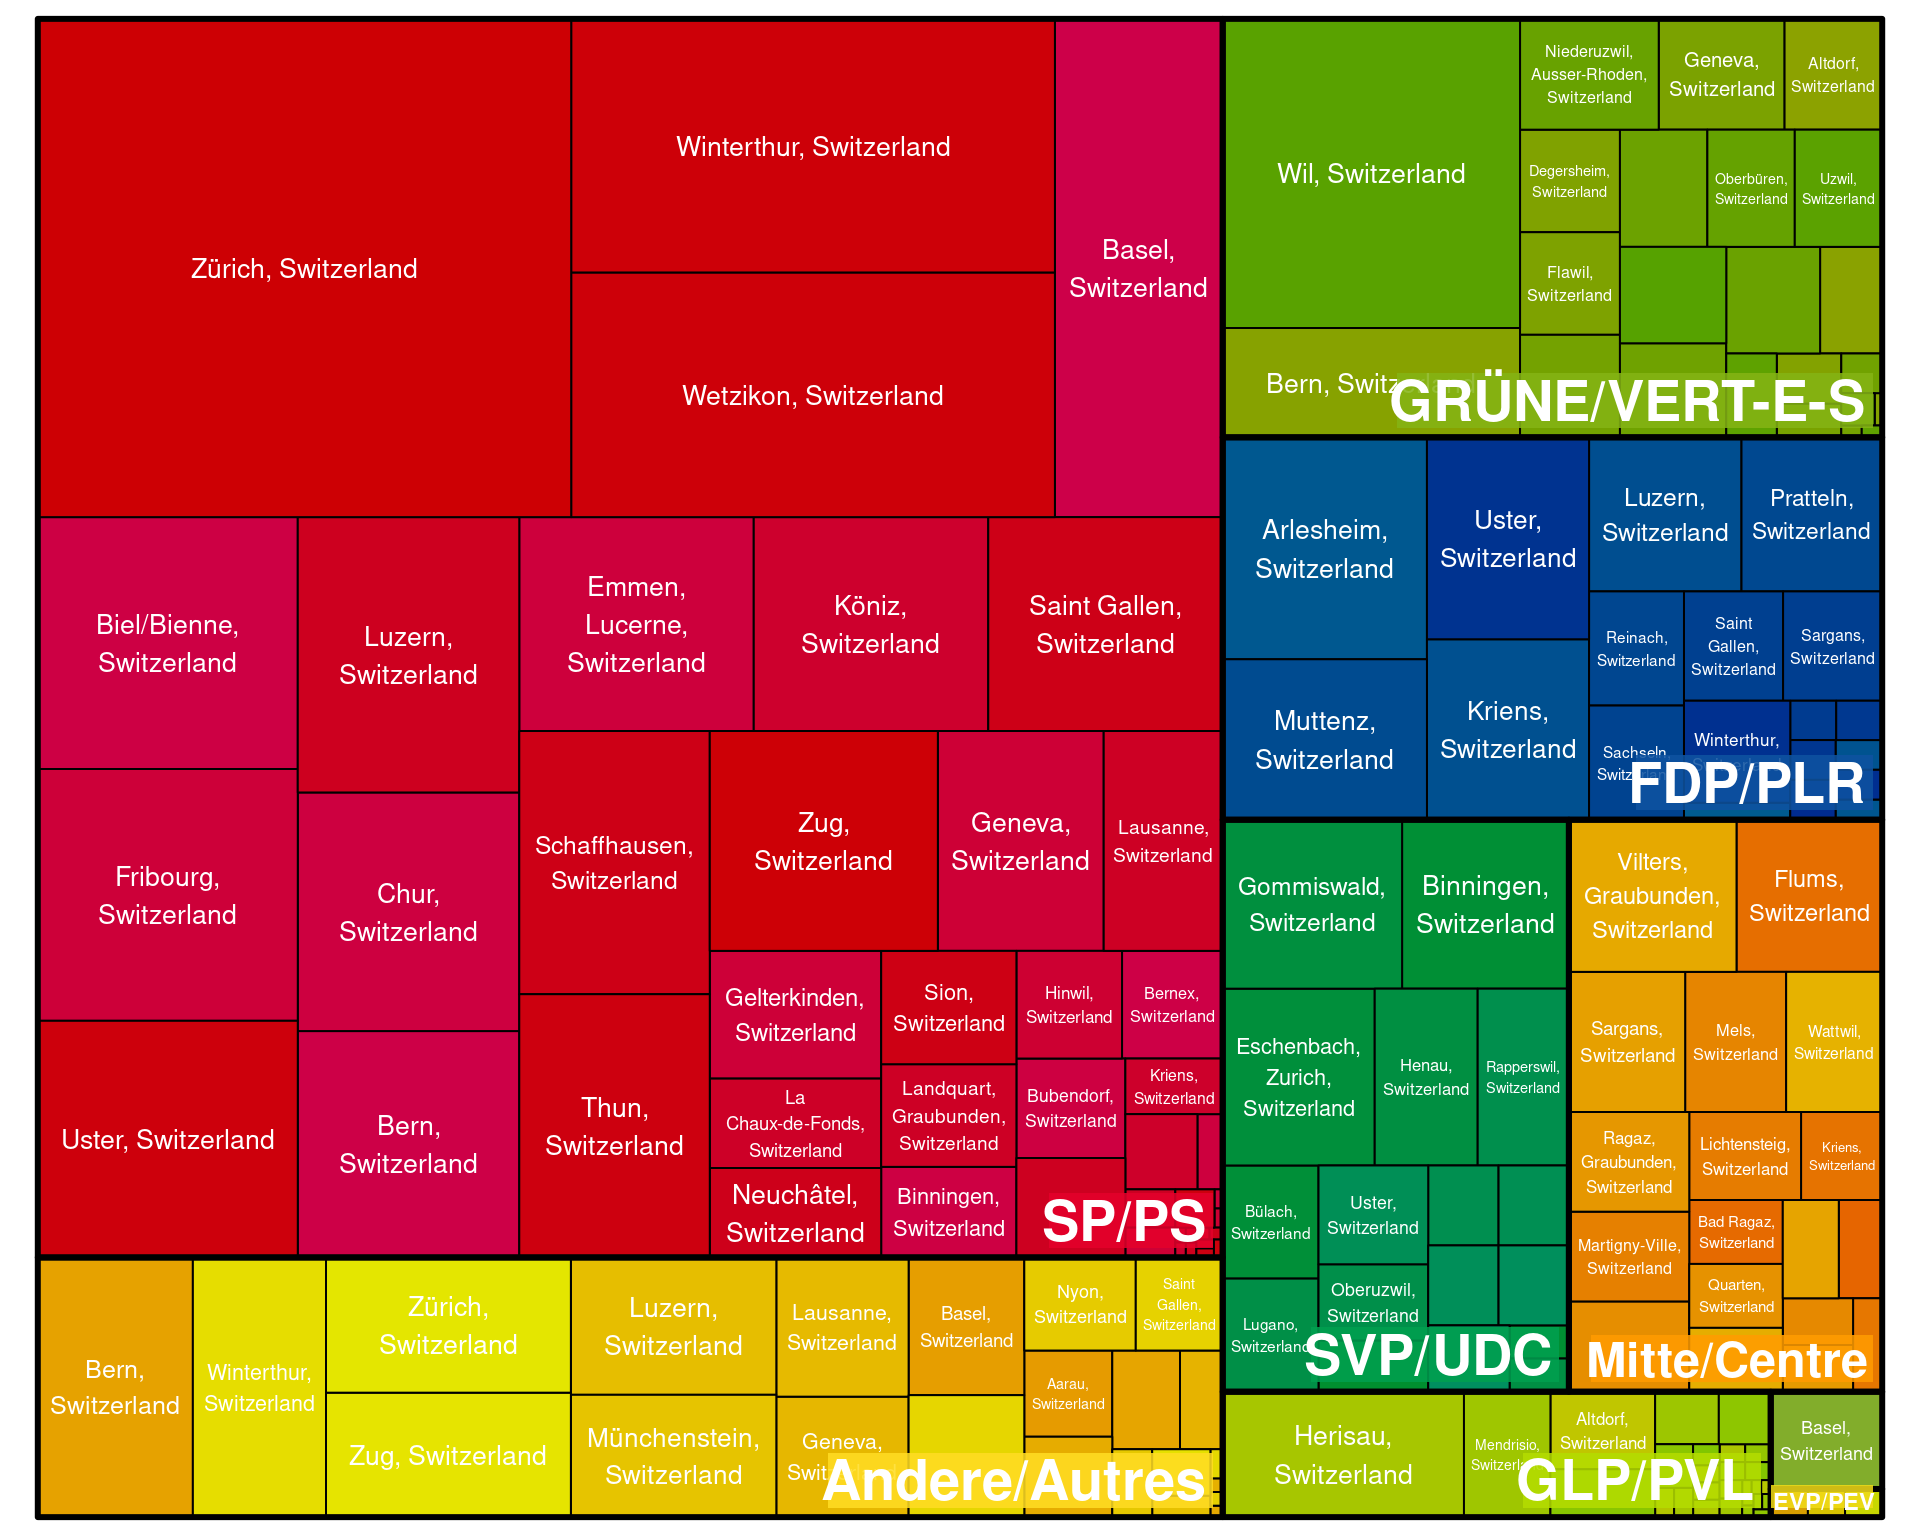 Zürich, Switzerland
Winterthur, Switzerland
Wetzikon, Switzerland
Basel,
Switzerland
Biel/Bienne,
Switzerland
Luzern,
Switzerland
Emmen,
Lucerne,
Switzerland
Köniz,
Switzerland
Saint Gallen,
Switzerland
Fribourg,
Switzerland
Chur,
Switzerland
Schaffhausen,
Switzerland
Zug,
Switzerland
Geneva,
Switzerland
Lausanne,
Switzerland
Uster, Switzerland
Bern,
Switzerland
Thun,
Switzerland
Gelterkinden,
Switzerland
Sion,
Switzerland
Hinwil,
Switzerland
Bernex,
Switzerland
La
Chaux-de-Fonds,
Switzerland
Landquart,
Graubunden,
Switzerland
Bubendorf,
Switzerland
Kriens,
Switzerland
Neuchâtel,
Switzerland
Binningen,
Switzerland
SP/PS
Bern,
Switzerland
Winterthur,
Switzerland
Zürich,
Switzerland
Zug, Switzerland
Luzern,
Switzerland
Münchenstein,
Switzerland
Lausanne,
Switzerland
Geneva,
Switzerland
Basel,
Switzerland
Nyon,
Switzerland
Saint
Gallen,
Switzerland
Aarau,
Switzerland
Andere/Autres
Wil, Switzerland
Bern, Switzerland
Niederuzwil,
Ausser-Rhoden,
Switzerland
Geneva,
Switzerland
Altdorf,
Switzerland
Degersheim,
Switzerland
Oberbüren,
Switzerland
Uzwil,
Switzerland
Flawil,
Switzerland
GRÜNE/VERT-E-S
Arlesheim,
Switzerland
Uster,
Switzerland
Luzern,
Switzerland
Pratteln,
Switzerland
Muttenz,
Switzerland
Kriens,
Switzerland
Reinach,
Switzerland
Saint
Gallen,
Switzerland
Sargans,
Switzerland
Sachseln,
Switzerland
Winterthur,
Switzerland
FDP/PLR
Gommiswald,
Switzerland
Binningen,
Switzerland
Eschenbach,
Zurich,
Switzerland
Henau,
Switzerland
Rapperswil,
Switzerland
Bülach,
Switzerland
Uster,
Switzerland
Oberuzwil,
Switzerland
Lugano,
Switzerland
SVP/UDC
Vilters,
Graubunden,
Switzerland
Flums,
Switzerland
Sargans,
Switzerland
Mels,
Switzerland
Wattwil,
Switzerland
Ragaz,
Graubunden,
Switzerland
Lichtensteig,
Switzerland
Kriens,
Switzerland
Martigny-Ville,
Switzerland
Bad Ragaz,
Switzerland
Quarten,
Switzerland
Mitte/Centre
Herisau,
Switzerland
Mendrisio,
Switzerland
Altdorf,
Switzerland
GLP/PVL
Basel,
Switzerland
EVP/PEV